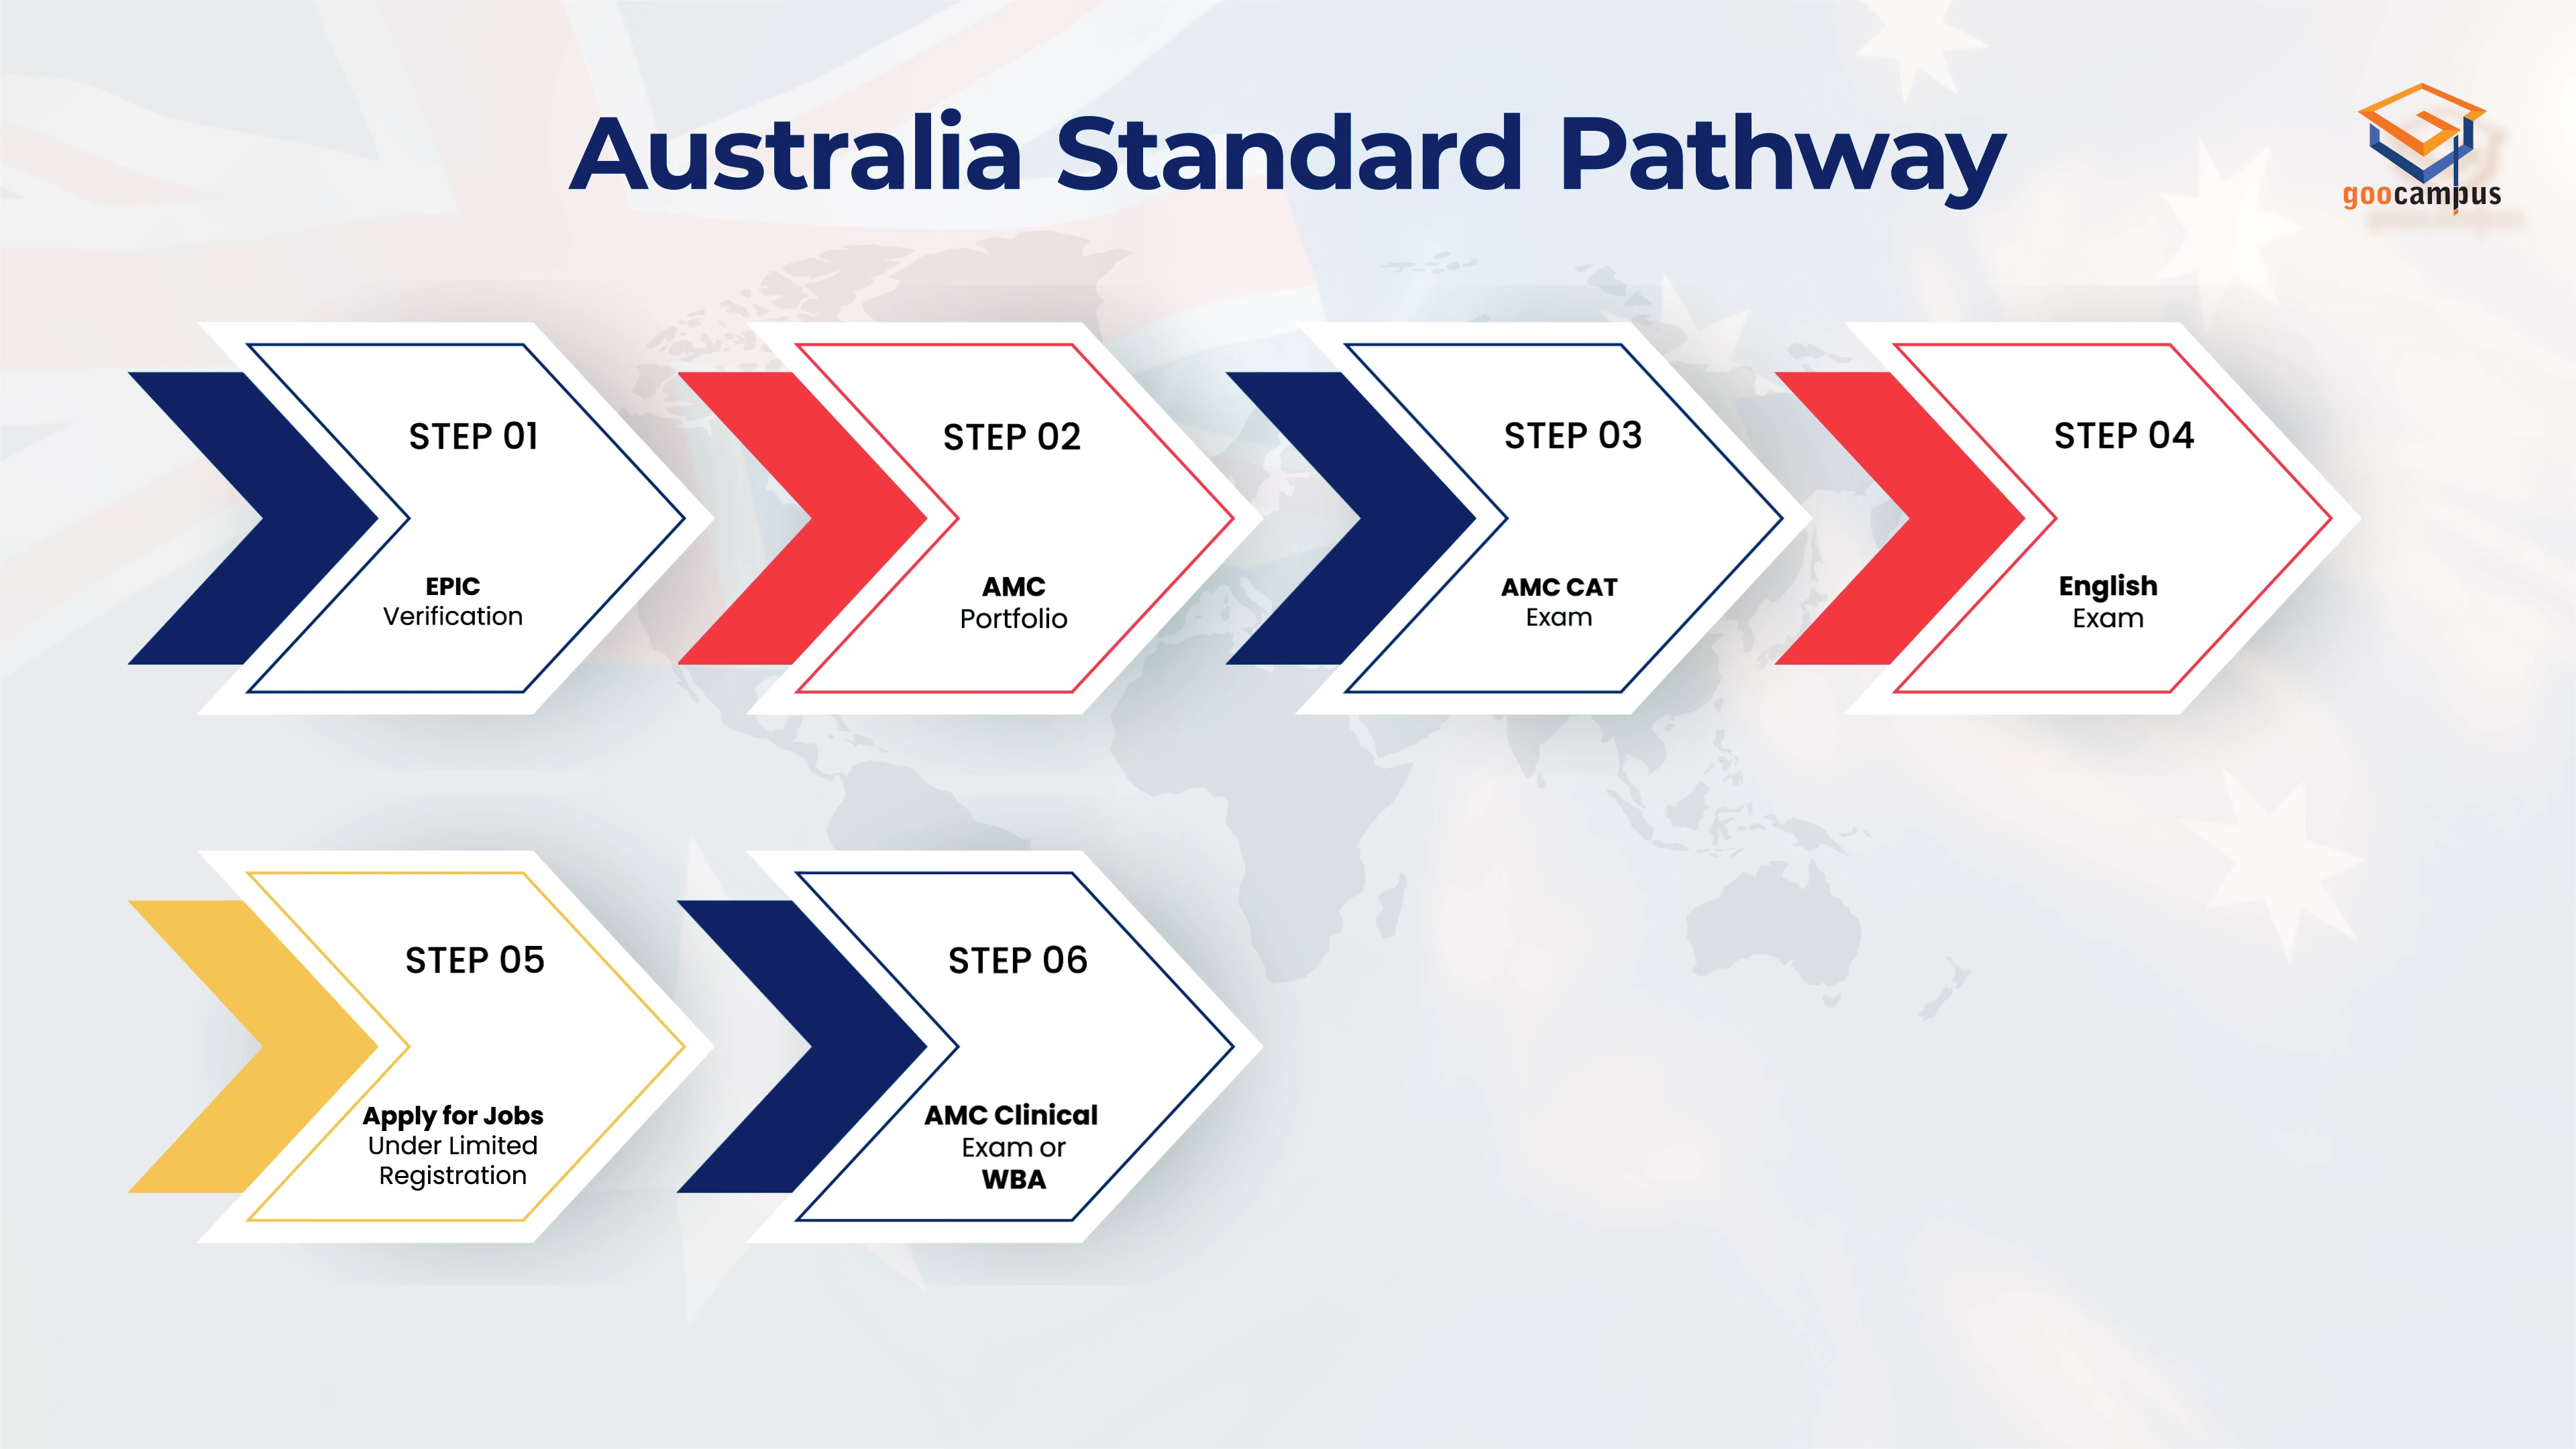 Australia Standard Pathway
goocampus
STEP 01
EPIC
Verification
STEP 02
AMC
Portfolio
STEP 03
AMC CAT
Exam
STEP 04
English
Exam
STEP 05
Apply for Jobs
Under Limited
Registration
STEP 06
AMC Clinical
Exam or
WBA